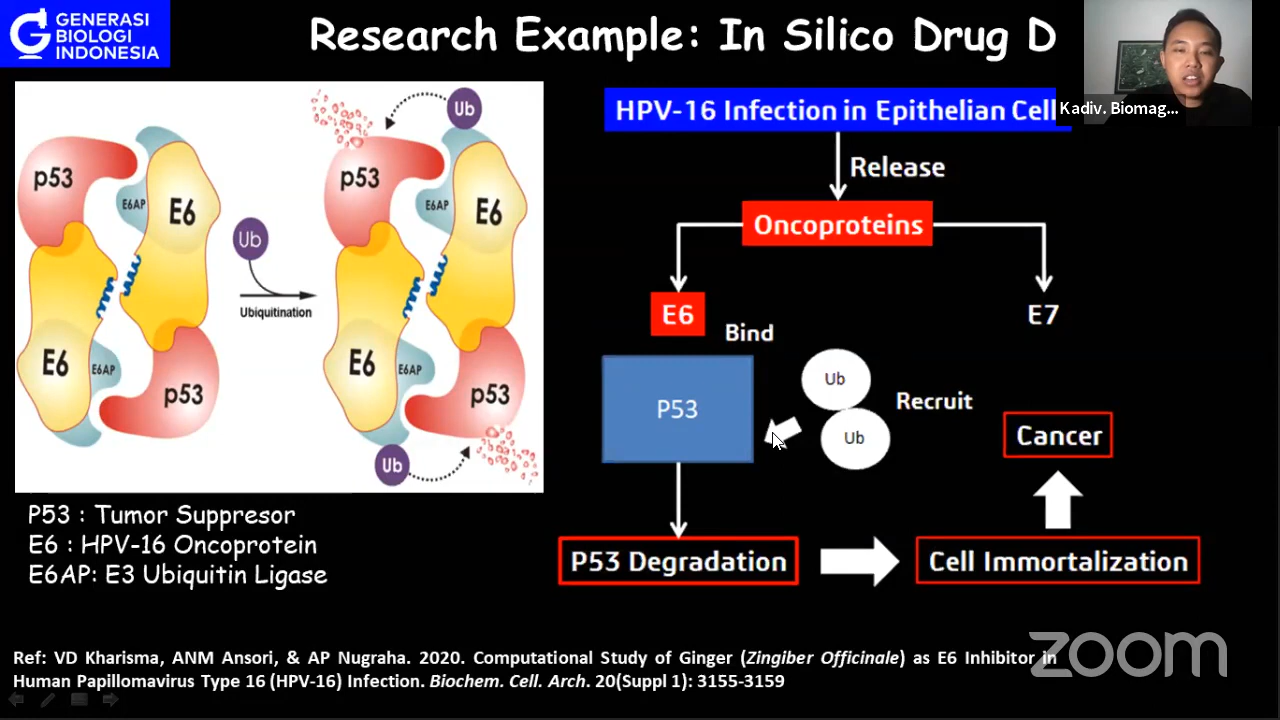 GENERASI
BIOLOGI
INDONESIA
Research Example: In Silico Drug D
Kadiv. Biomag...
HPV-16 Infection in Epithelian Cell
Release
Oncoproteins
E6
E7
Bind
P53
Ub
Ub
Recruit
Cancer
P53 Degradation
Cell Immortalization
p53
E6AP
E6
Ub
Ubiquitination
E6
E6AP
p53
Ub
p53
E6AP
E6
E6
E6AP
p53
Ub
P53 : Tumor Suppresor
E6 : HPV-16 Oncoprotein
E6AP: E3 Ubiquitin Ligase
Ref: VD Kharisma, ANM Ansori, & AP Nugraha. 2020. Computational Study of Ginger (Zingiber Officinale) as E6 Inhibitor in
Human Papillomavirus Type 16 (HPV-16) Infection. Biochem. Cell. Arch. 20(Suppl 1): 3155-3159
zoom